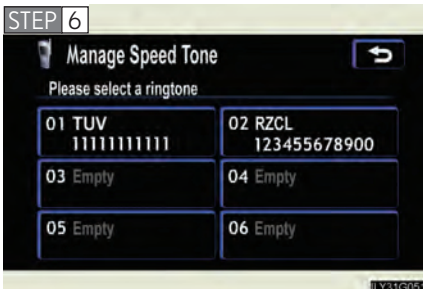 STEP 6
Manage Speed Tone
Please select a ringtone
01 TUV
11111111111
02 RZCL
123455678900
03 Empty
04 Empty
05 Empty
06 Empty
ILY31G051